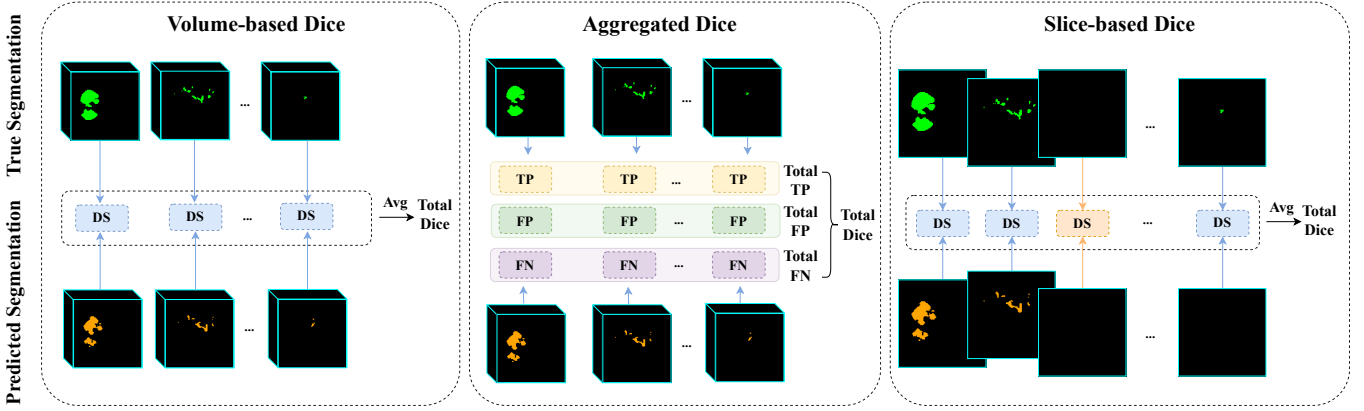 True Segmentation
Predicted Segmentation
Volume-based Dice
...
DS
DS
...
DS
Avg
Total
Dice
...
Aggregated Dice
...
TP
TP
...
TP
Total
TP
FP
FP
...
FP
Total
FP
FN
FN
...
FN
Total
FN
Total
Dice
...
Slice-based Dice
...
DS
DS
DS
...
DS
Avg
Total
Dice
...